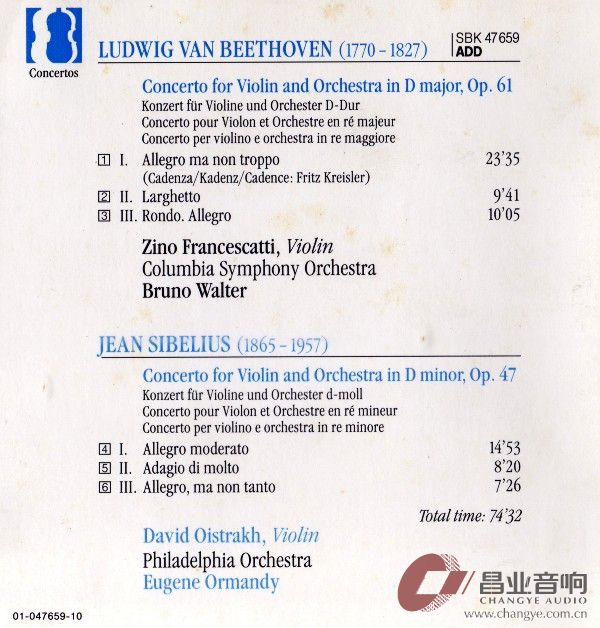 Concertos
LUDWIG VAN BEETHOVEN (1770 – 1827)
SBK 47659
ADD
Concerto for Violin and Orchestra in D major, Op. 61
Konzert für Violine und Orchester D-Dur
Concerto pour Violon et Orchestre en ré majeur
Concerto per violino e orchestra in re maggiore
1 I. Allegro ma non troppo 23'35
(Cadenza/Kadenz/Cadence: Fritz Kreisler)
2 II. Larghetto 9'41
3 III. Rondo. Allegro 10'05
Zino Francescatti, Violin
Columbia Symphony Orchestra
Bruno Walter
JEAN SIBELIUS (1865 – 1957)
Concerto for Violin and Orchestra in D minor, Op. 47
Konzert für Violine und Orchester d-moll
Concerto pour Violon et Orchestre en ré mineur
Concerto per violino e orchestra in re minore
4 I. Allegro moderato 14'53
5 II. Adagio di molto 8'20
6 III. Allegro, ma non tanto 7'26
Total time: 74'32
David Oistrakh, Violin
Philadelphia Orchestra
Eugene Ormandy
昌业音响
CHANGYE AUDIO
www.changye.com.cn
01-047659-10